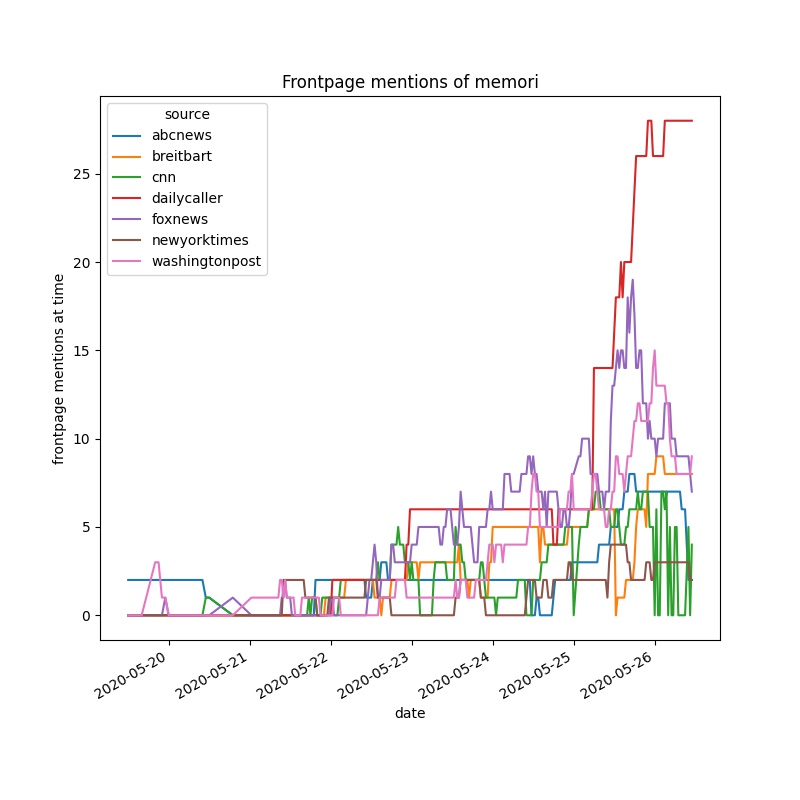 Frontpage mentions of memori
source
abcnews
breitbart
cnn
dailycaller
foxnews
newyorktimes
washingtonpost
frontpage mentions at time
25
20
15
10
5
0
2020-05-20
2020-05-21
2020-05-22
2020-05-23
2020-05-24
2020-05-25
2020-05-26
date